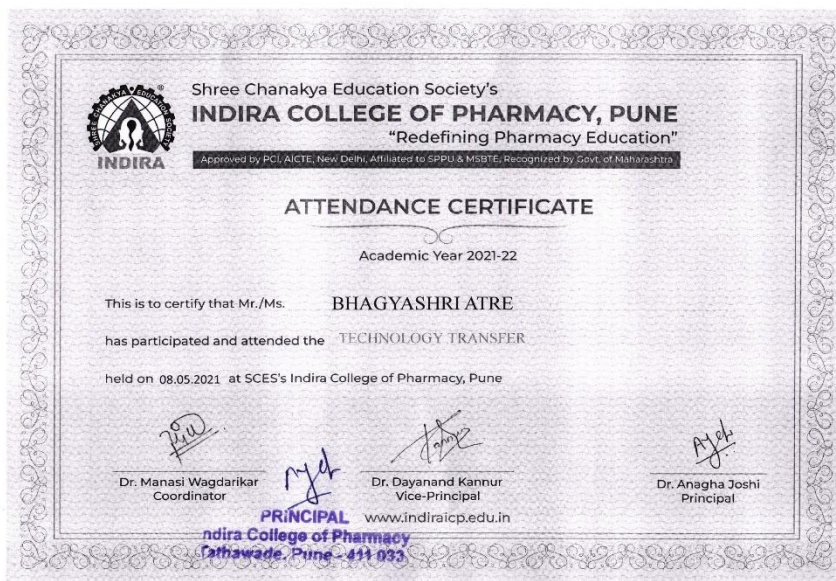 SHREE CHANAKYA EDUCATION SOCIETY
INDIRA
Shree Chanakya Education Society's
INDIRA COLLEGE OF PHARMACY, PUNE
"Redefining Pharmacy Education"
Approved by PCI, AICTE, New Delhi, Affiliated to SPPU & MSBTE, Recognized by Govt. of Maharashtra
ATTENDANCE CERTIFICATE
Academic Year 2021-22
This is to certify that Mr./Ms. BHAGYASHRI ATRE
has participated and attended the TECHNOLOGY TRANSFER
held on 08.05.2021 at SCES's Indira College of Pharmacy, Pune
Dr. Manasi Wagdarikar
Coordinator
Dr. Dayanand Kannur
Vice-Principal
Dr. Anagha Joshi
Principal
www.indiraicp.edu.in
PRINCIPAL
ndira College of Pharmacy
Tathawade, Pune - 411 033